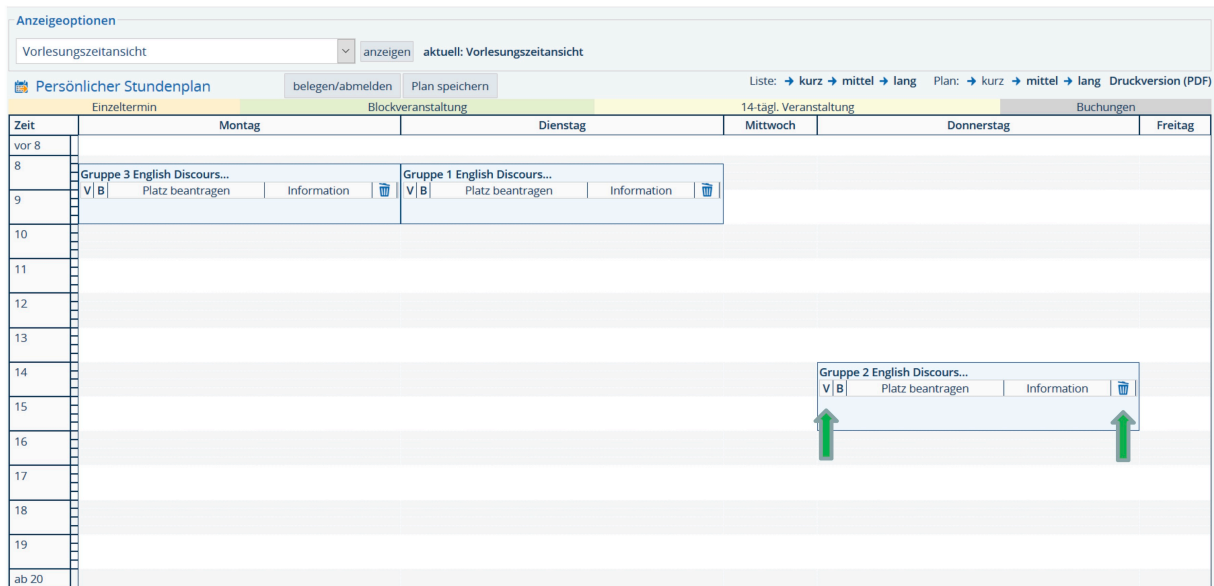 Anzeigeoptionen
Vorlesungszeitansicht anzeigen aktuell: Vorlesungszeitansicht
Persönlicher Stundenplan belegen/abmelden Plan speichern Liste: → kurz → mittel → lang Plan: → kurz → mittel → lang Druckversion (PDF)
Einzeltermin Blockveranstaltung 14-tägl. Veranstaltung Buchungen
Zeit Montag Dienstag Mittwoch Donnerstag Freitag
vor 8
8
Gruppe 3 English Discours... Gruppe 1 English Discours...
V B Platz beantragen Information V B Platz beantragen Information
9
10
11
12
13
14 Gruppe 2 English Discours...
V B Platz beantragen Information
15
16
17
18
19
ab 20